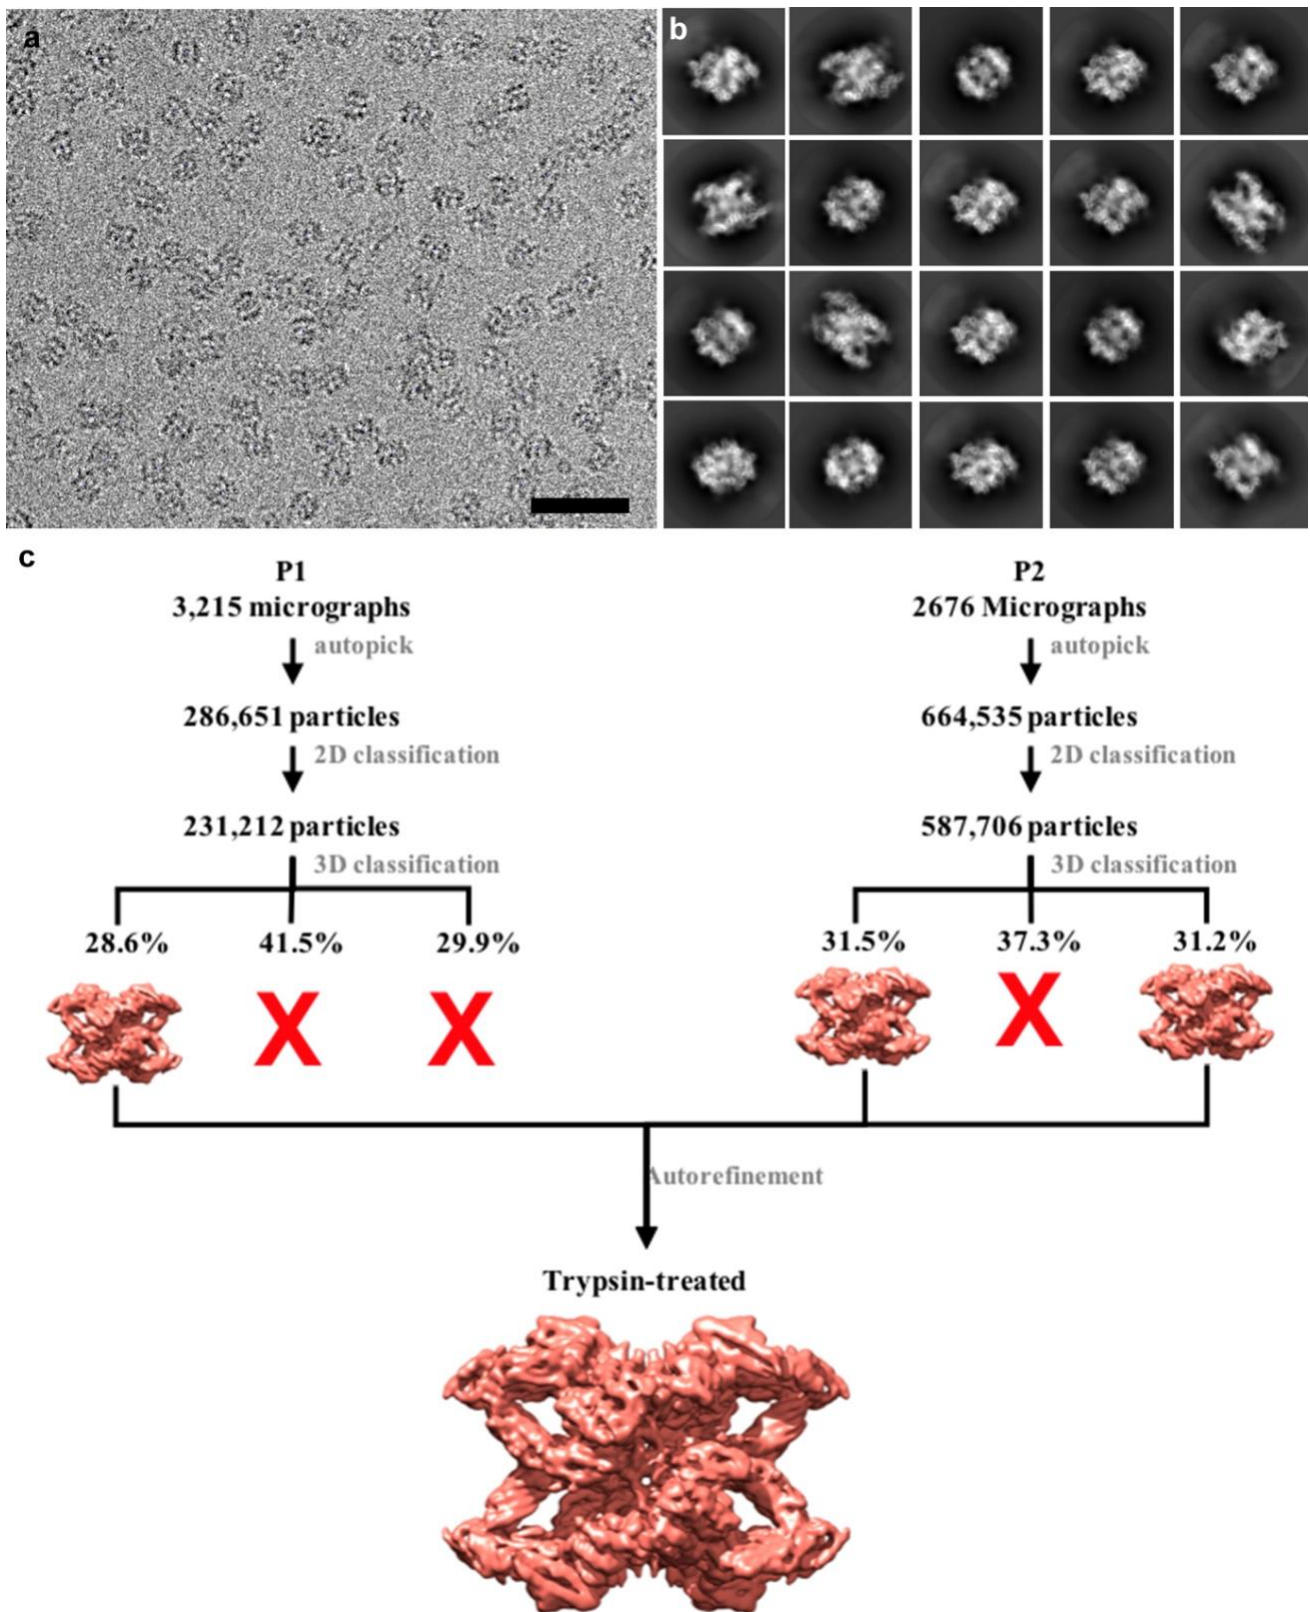 a
b
c
P1
3,215 micrographs
autopick
286,651 particles
2D classification
231,212 particles
3D classification
28.6% 41.5% 29.9%
X X
P2
2676 Micrographs
autopick
664,535 particles
2D classification
587,706 particles
3D classification
31.5% 37.3% 31.2%
X
Autorefinement
Trypsin-treated